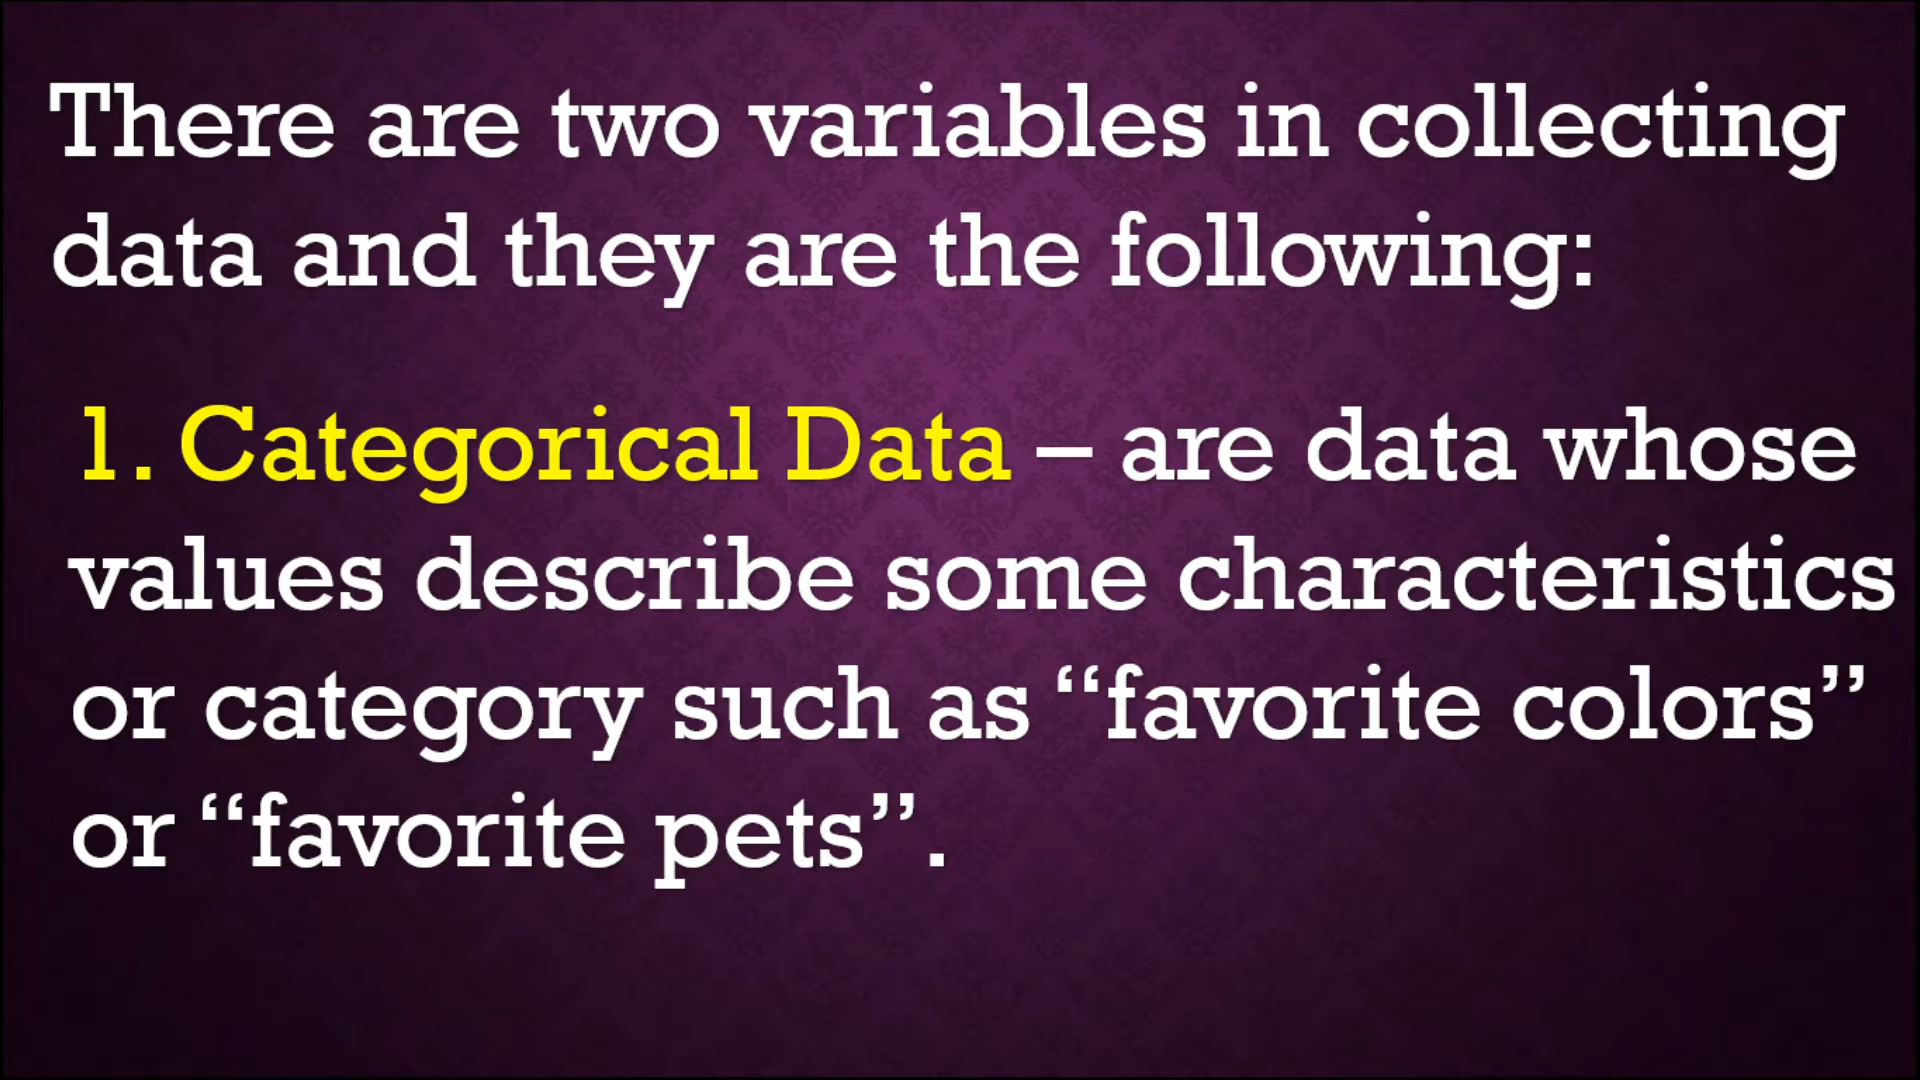 There are two variables in collecting
data and they are the following:
1. Categorical Data – are data whose
values describe some characteristics
or category such as “favorite colors”
or “favorite pets”.